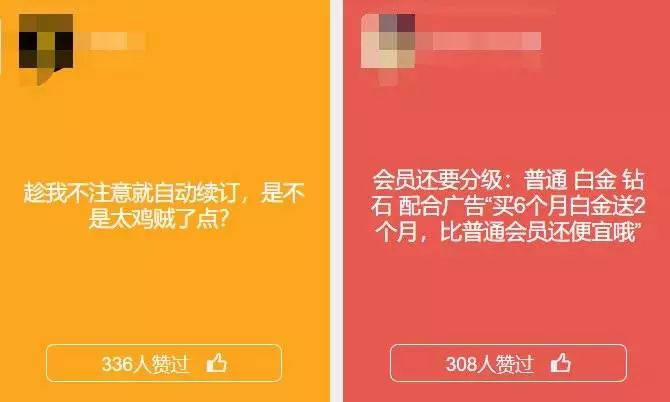 趁我不注意就自动续订，是不
是太鸡贼了点？
336人赞过
会员还要分级：普通 白金 钻
石 配合广告“买6个月白金送2
个月，比普通会员还便宜哦”
308人赞过